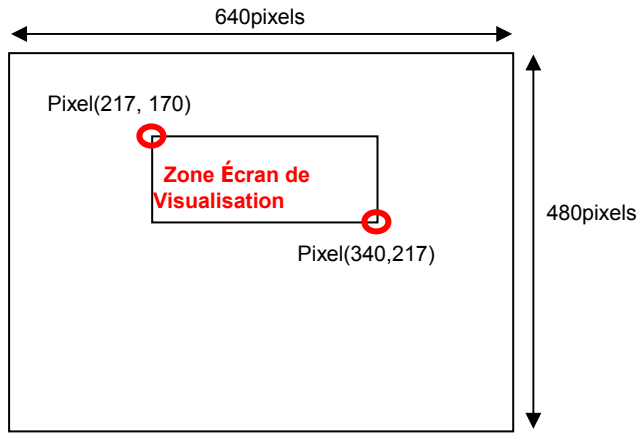 640pixels
Pixel(217, 170)
Zone Écran de
Visualisation
480pixels
Pixel(340,217)